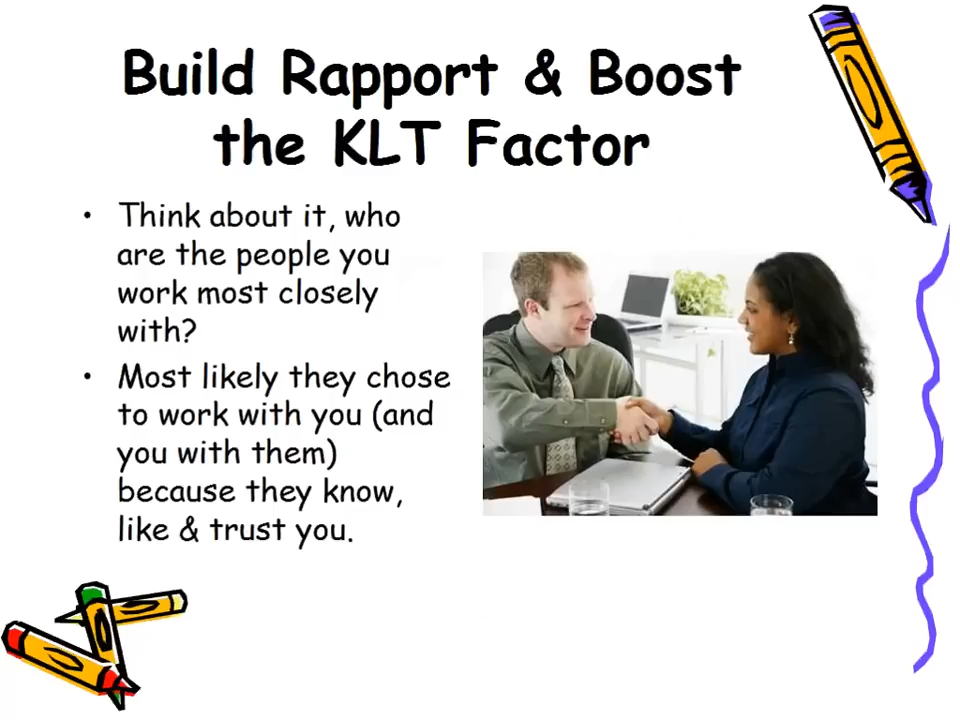 Build Rapport & Boost
the KLT Factor
• Think about it, who
are the people you
work most closely
with?
• Most likely they chose
to work with you (and
you with them)
because they know,
like & trust you.